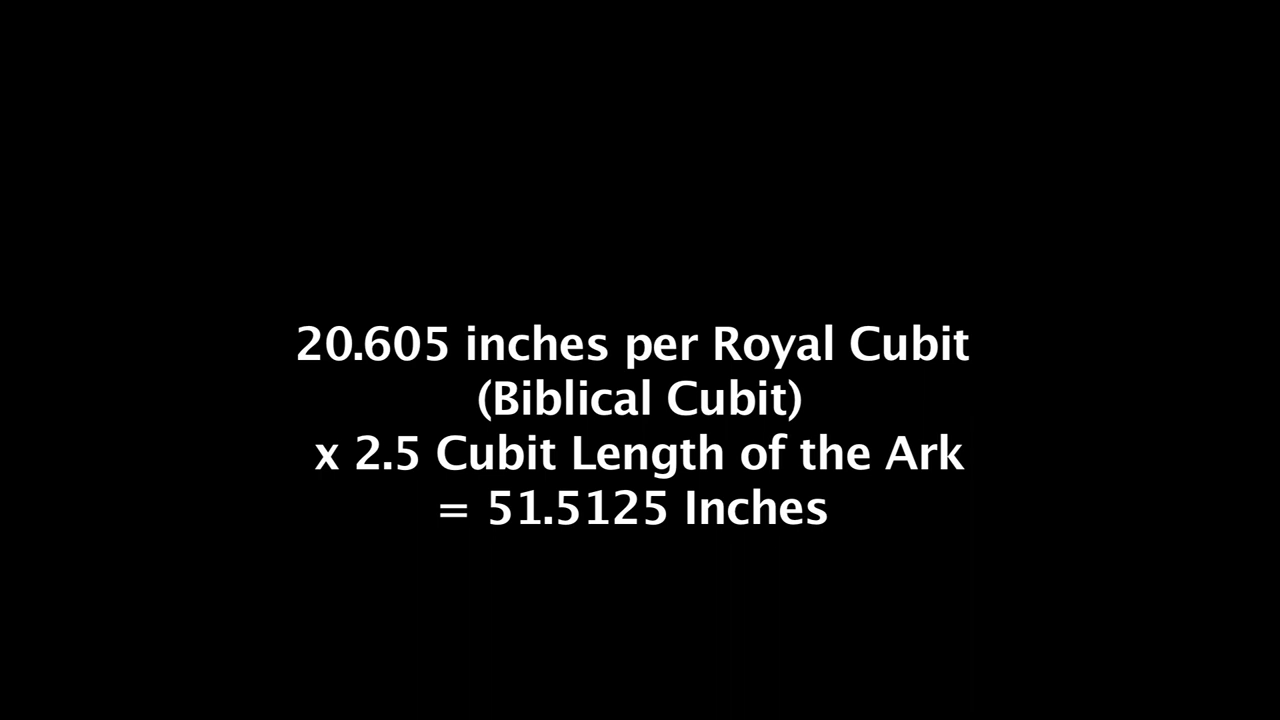 20.605 inches per Royal Cubit
(Biblical Cubit)
x 2.5 Cubit Length of the Ark
= 51.5125 Inches